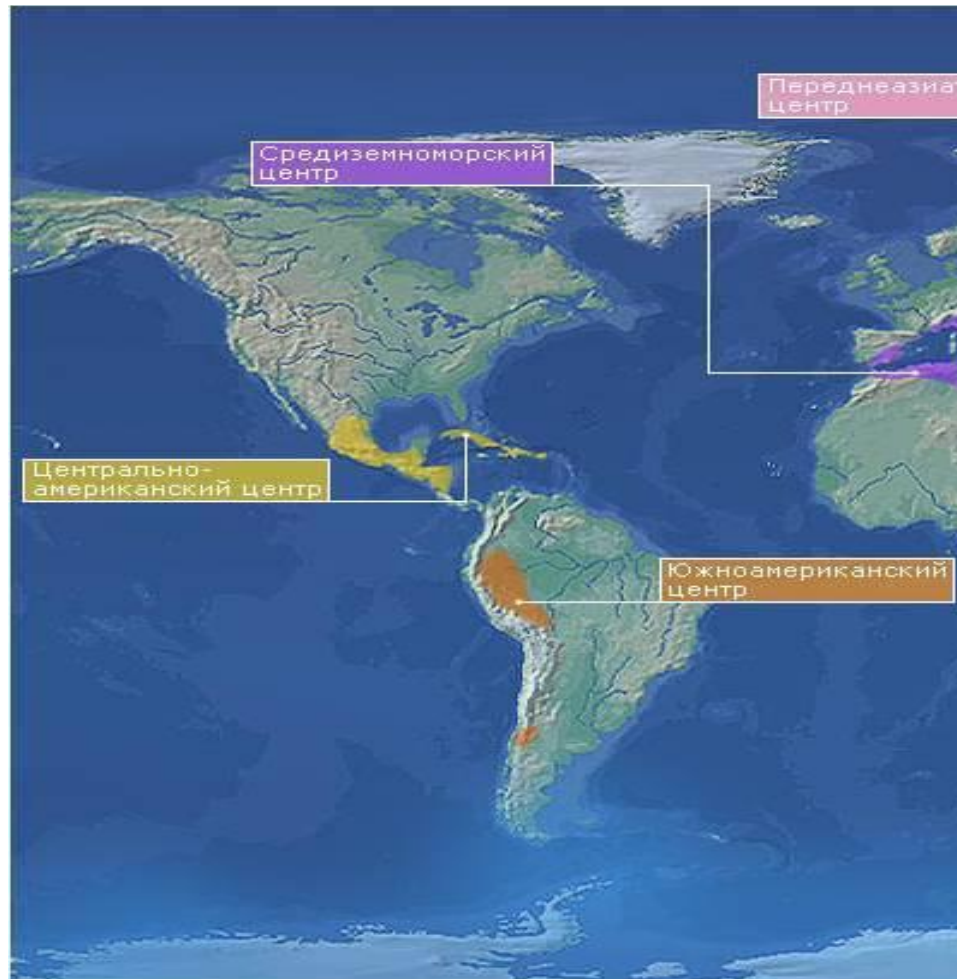 Переднеазиат
центр
Средиземноморский
центр
Центрально-
американский центр
Южноамериканский
центр